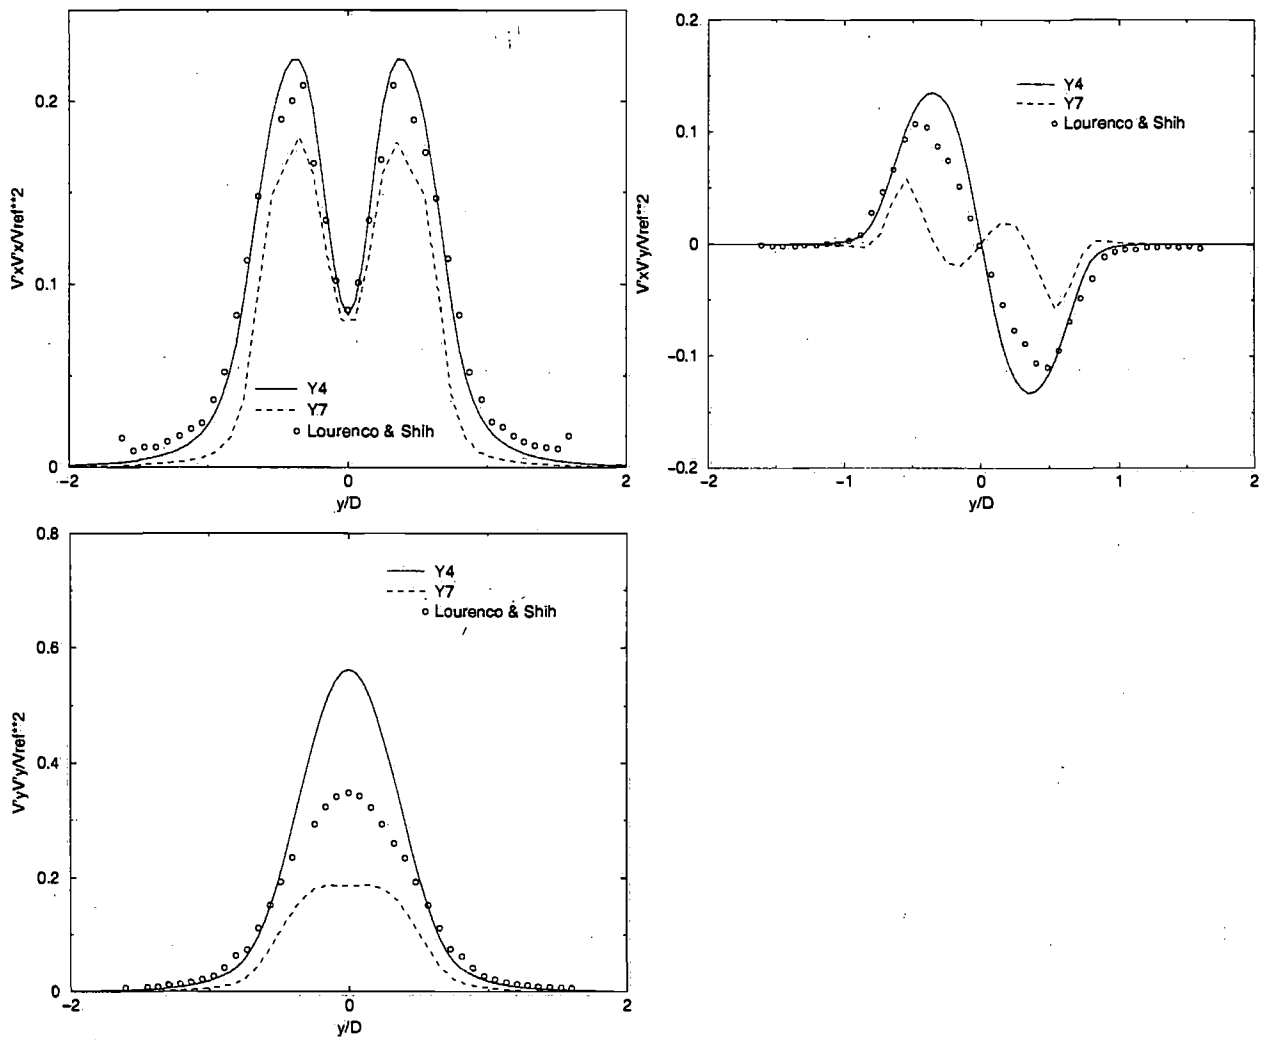 0.2
0.1
0
V'xV'x/Vref**2
Y4
Y7
Lourenco & Shih
-2
0
2
y/D
0.2
0.1
0
-0.1
-0.2
V'xV'y/Vref**2
Y4
Y7
Lourenco & Shih
-2
-1
0
1
2
y/D
0.8
0.6
0.4
0.2
0
V'yV'y/Vref**2
Y4
Y7
Lourenco & Shih
-2
0
2
y/D